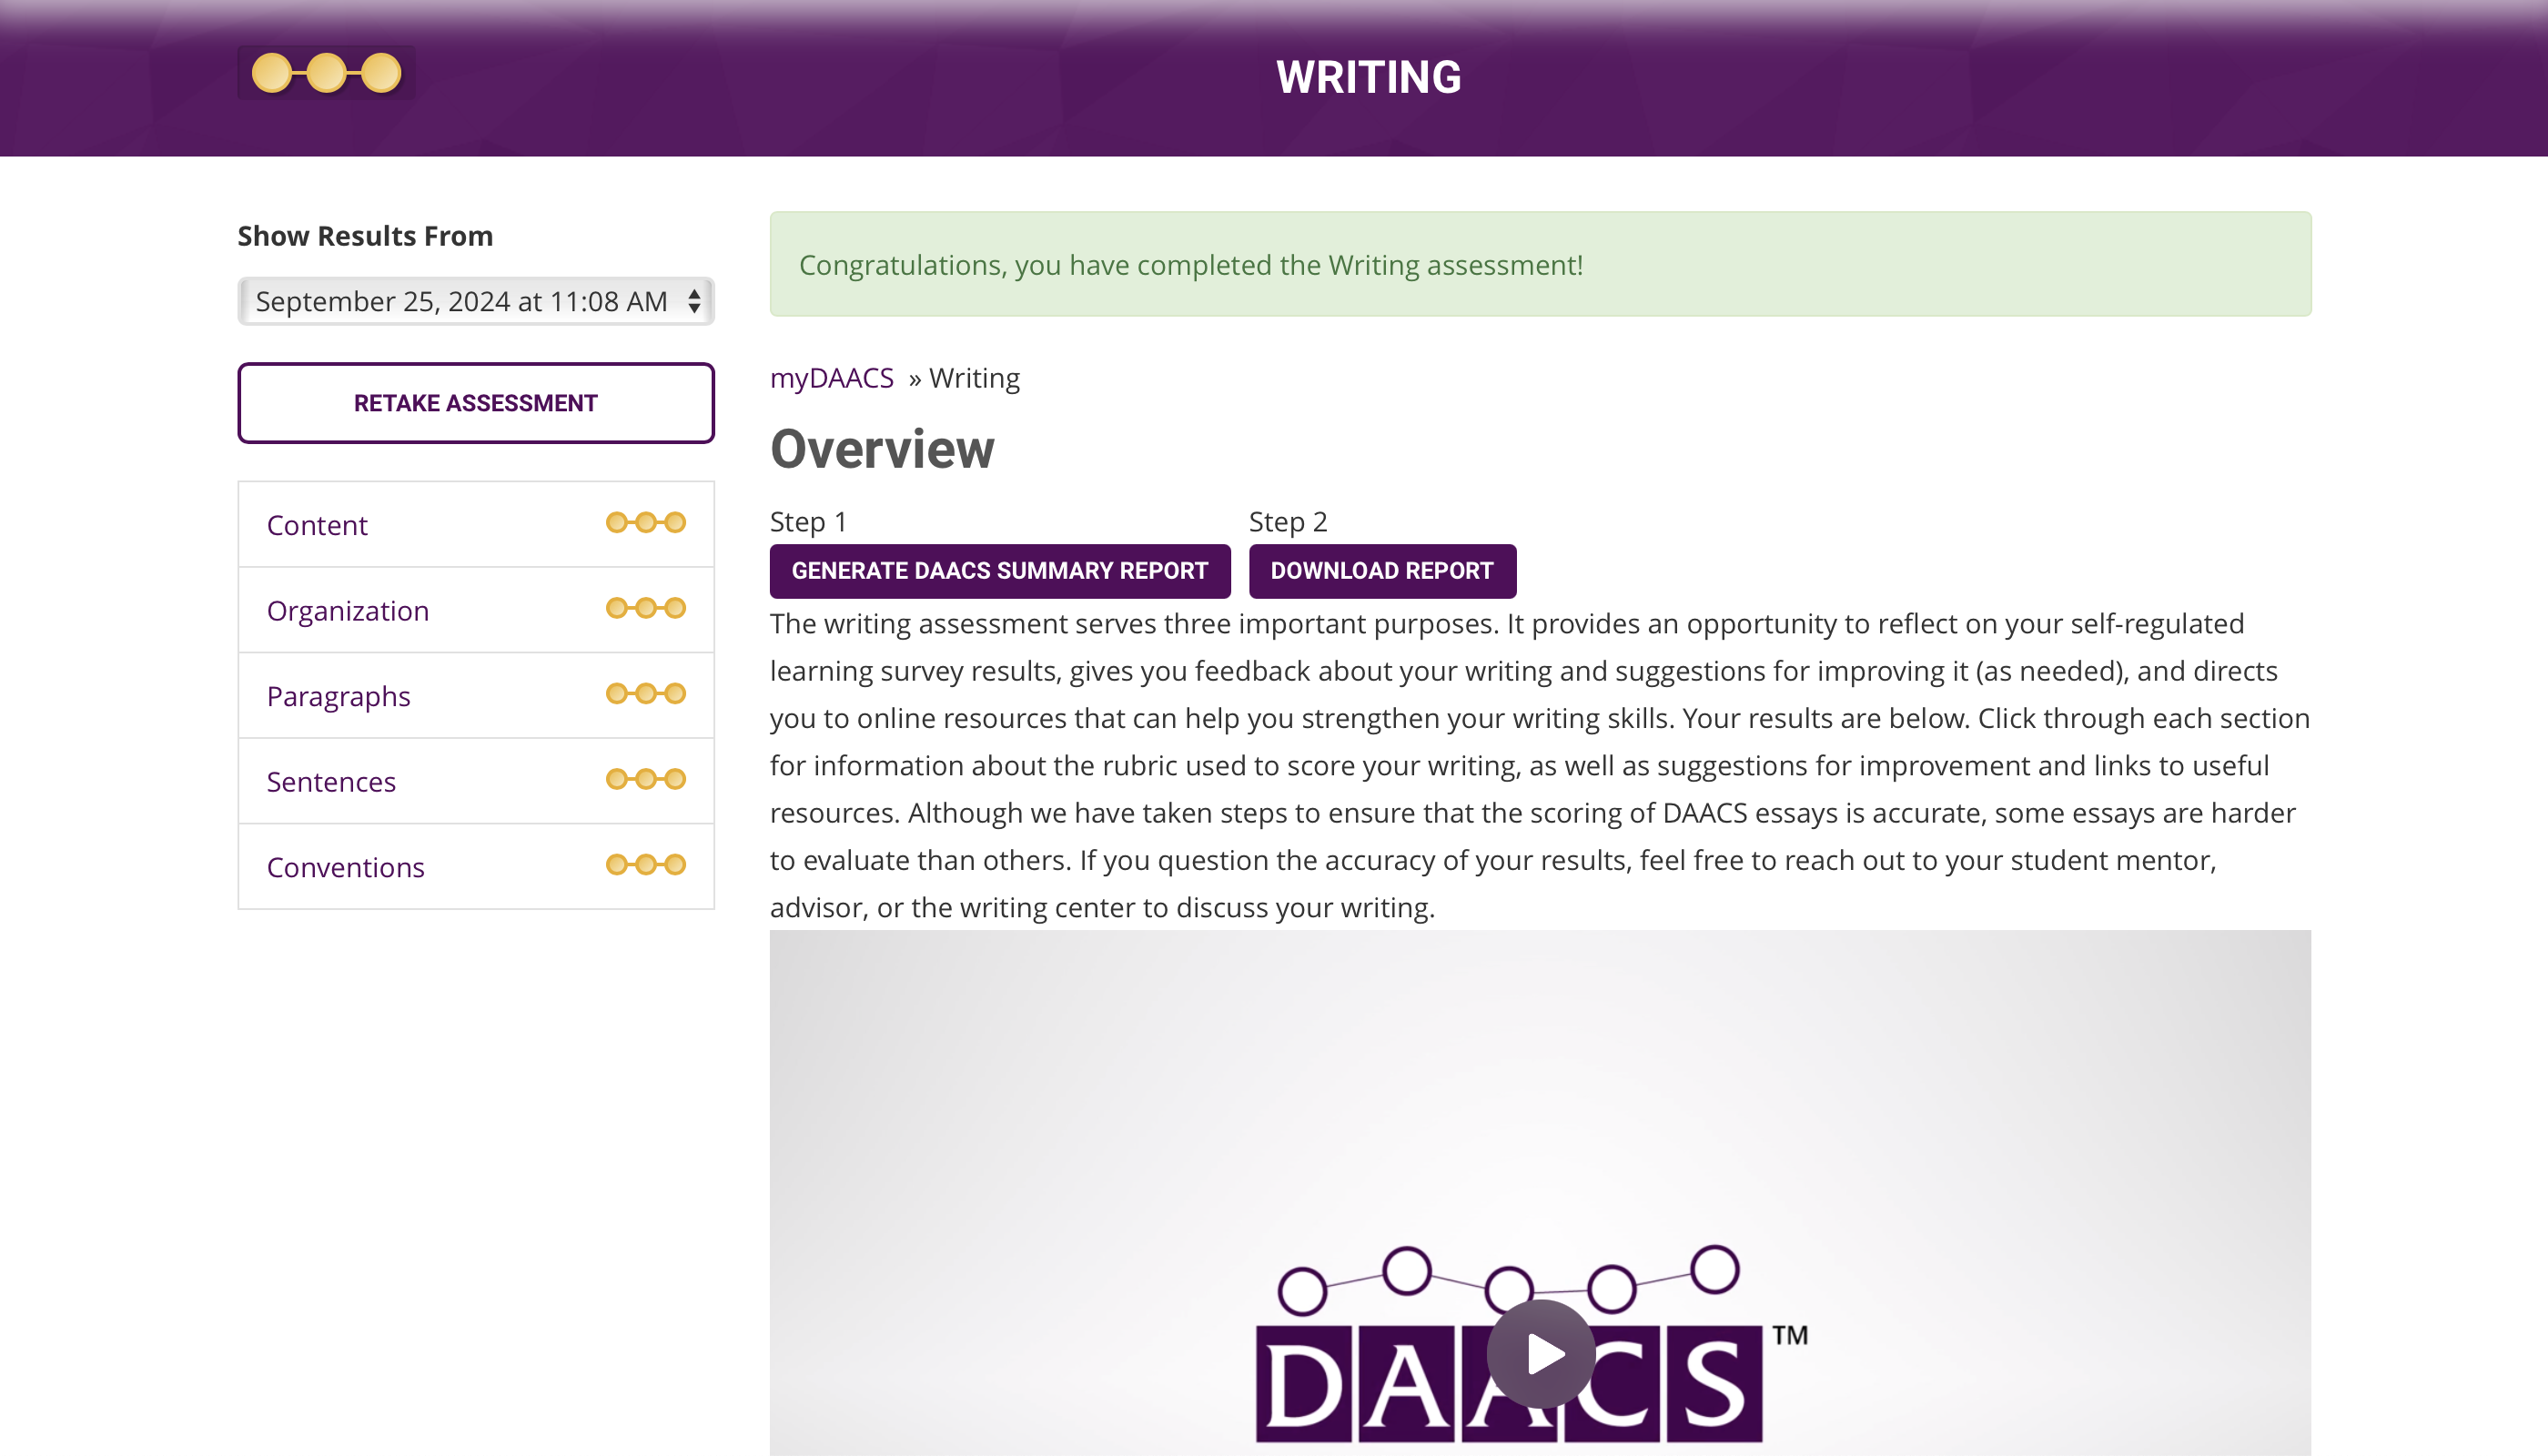 WRITING
Show Results From
September 25, 2024 at 11:08 AM
RETAKE ASSESSMENT
Content
Organization
Paragraphs
Sentences
Conventions
Congratulations, you have completed the Writing assessment!
myDAACS » Writing
Overview
Step 1
GENERATE DAACS SUMMARY REPORT
Step 2
DOWNLOAD REPORT
The writing assessment serves three important purposes. It provides an opportunity to reflect on your self-regulated
learning survey results, gives you feedback about your writing and suggestions for improving it (as needed), and directs
you to online resources that can help you strengthen your writing skills. Your results are below. Click through each section
for information about the rubric used to score your writing, as well as suggestions for improvement and links to useful
resources. Although we have taken steps to ensure that the scoring of DAACS essays is accurate, some essays are harder
to evaluate than others. If you question the accuracy of your results, feel free to reach out to your student mentor,
advisor, or the writing center to discuss your writing.
DAACS™